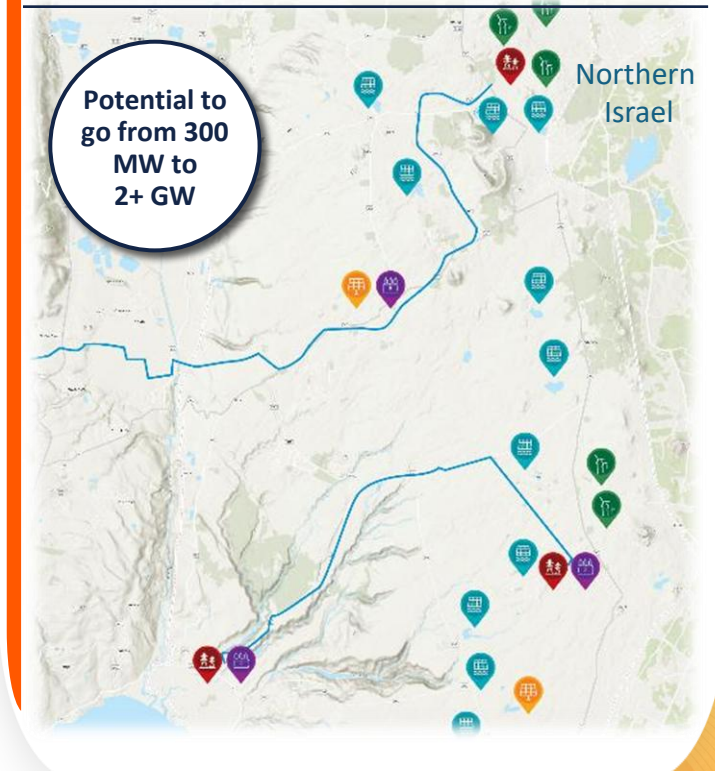 Potential to
go from 300
MW to
2+ GW
Northern
Israel